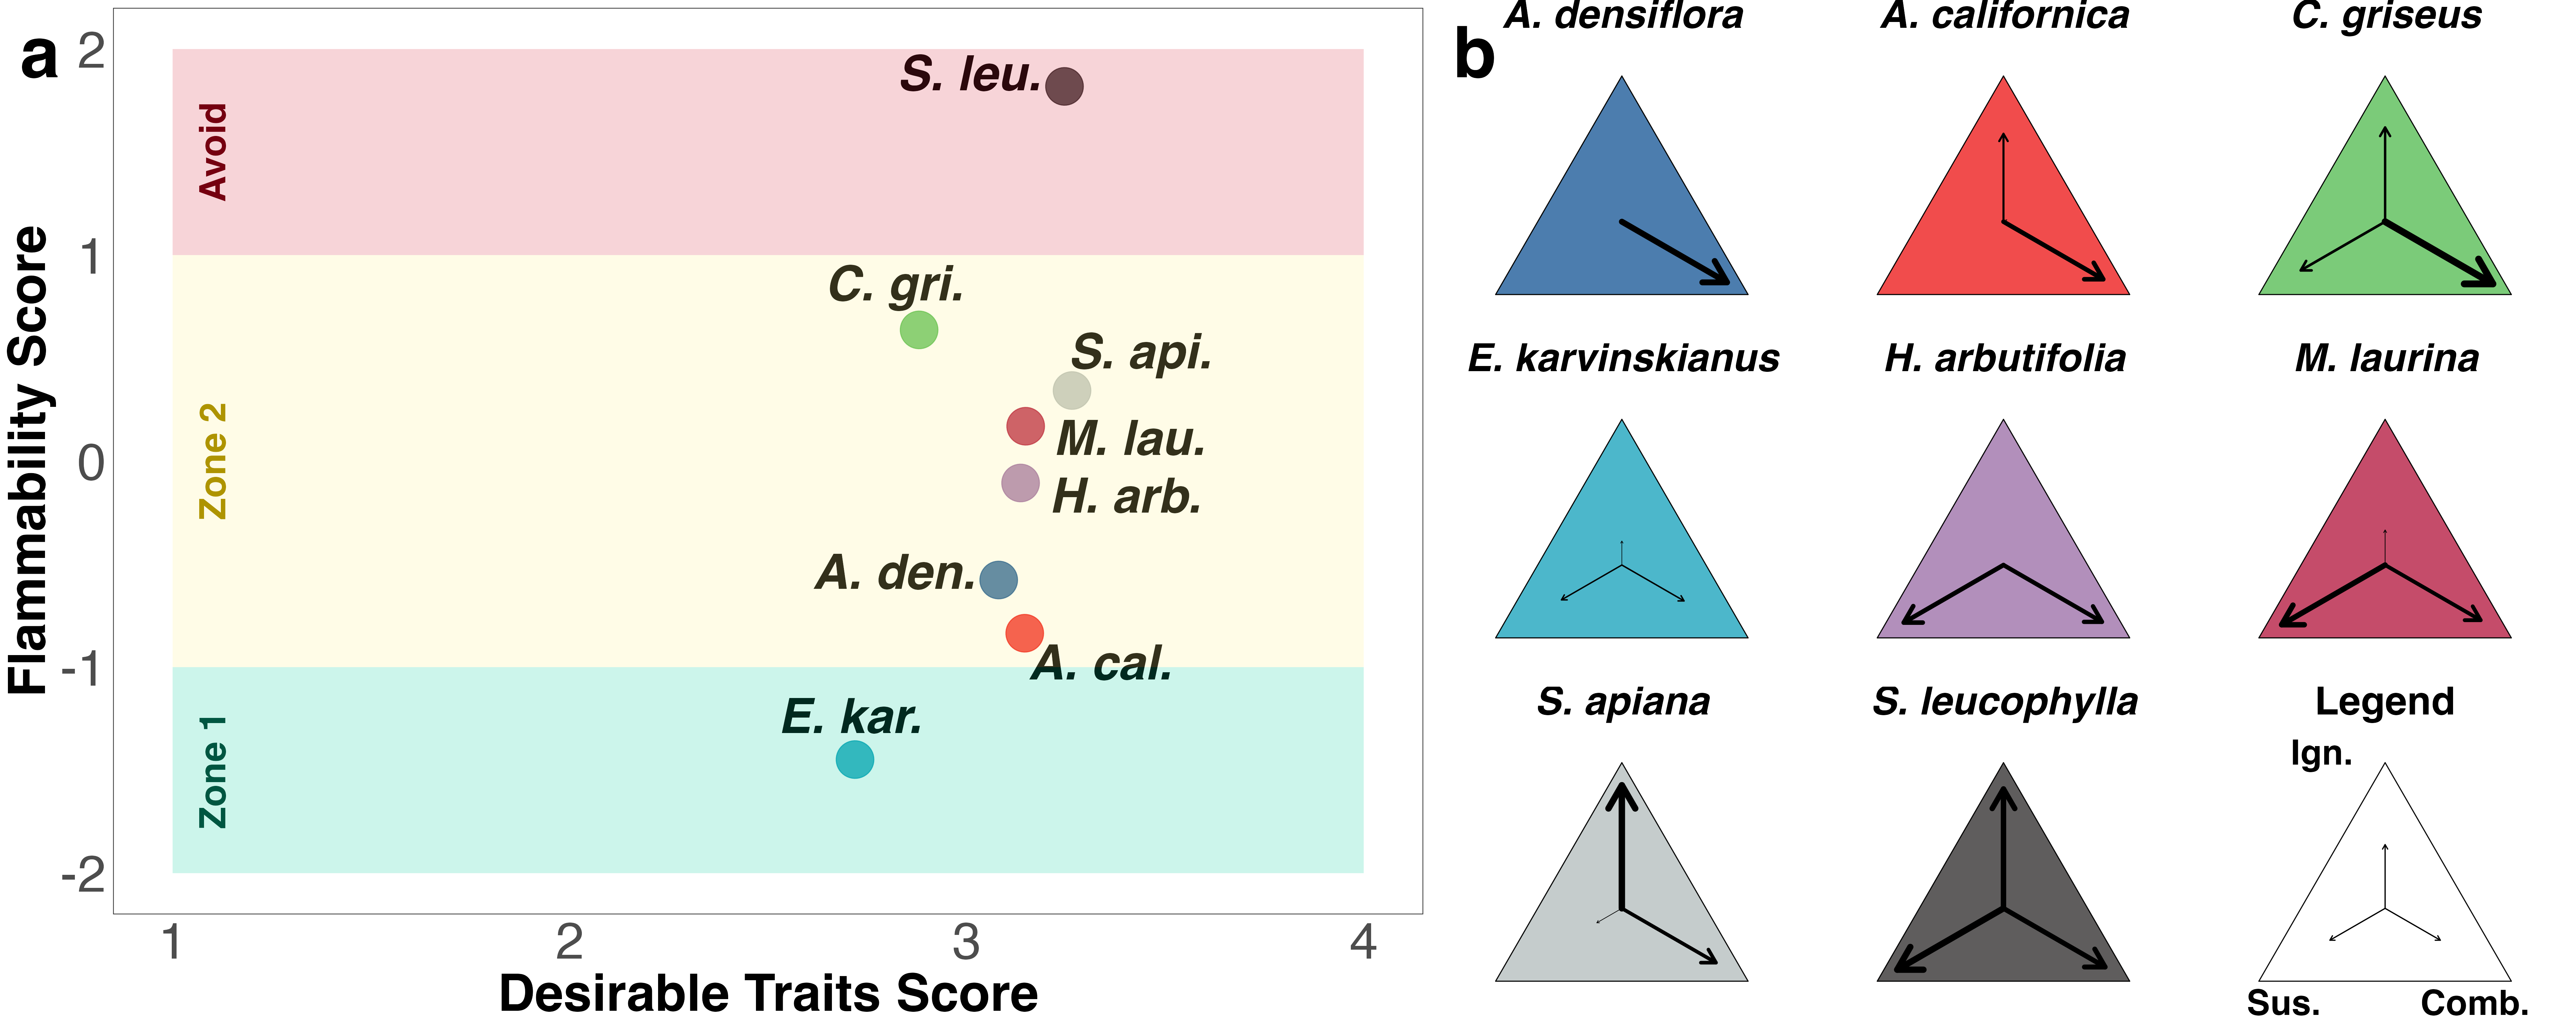 a
Flammability Score
2
1
0
-1
-2
Avoid
Zone 2
Zone 1
S. leu.
C. gri.
S. api.
M. lau.
H. arb.
A. den.
A. cal.
E. kar.
1 2 3 4
Desirable Traits Score
b
A. densiflora A. californica C. griseus
E. karvinskianus H. arbutifolia M. laurina
S. apiana S. leucophylla Legend
Ign.
Sus. Comb.